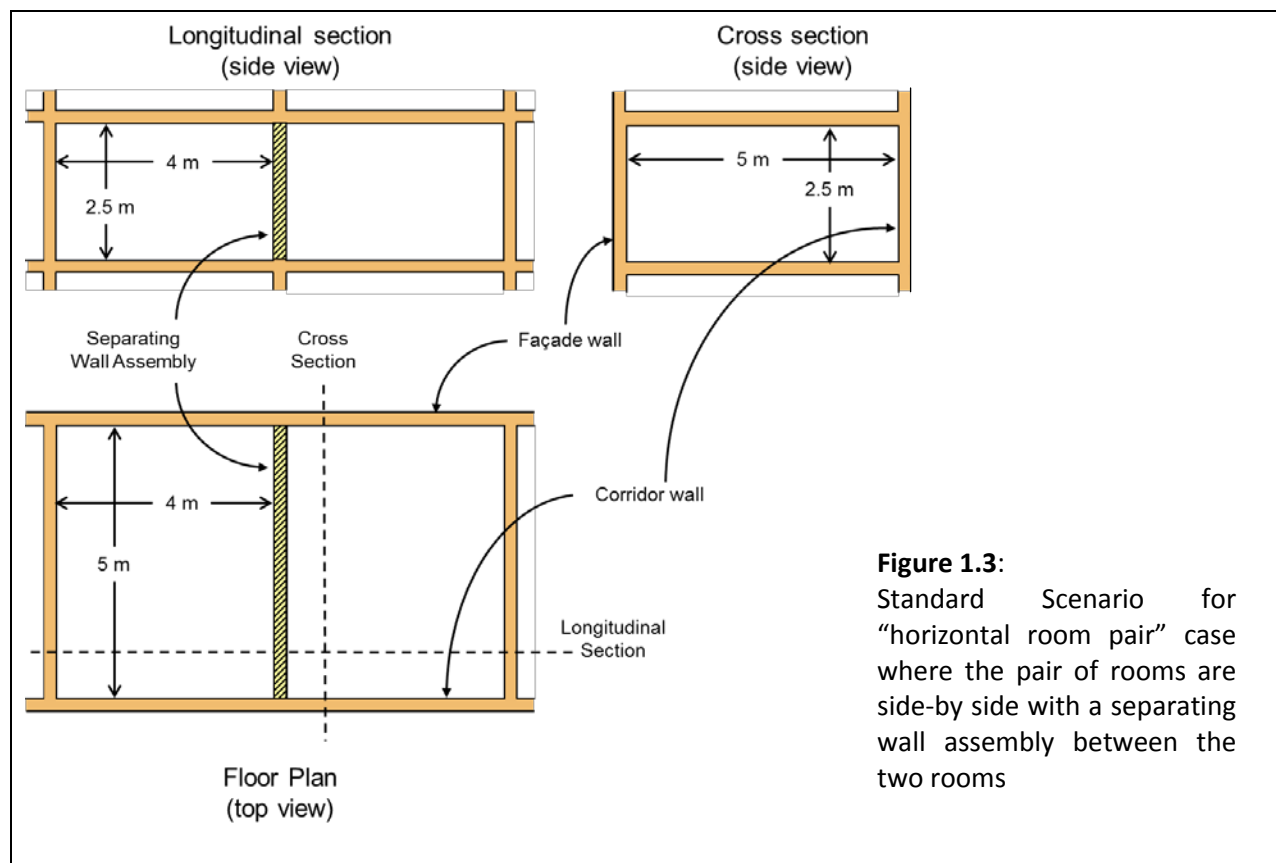 Longitudinal section
(side view)
Cross section
(side view)
4 m
2.5 m
5 m
2.5 m
Separating
Wall Assembly
Cross
Section
Façade wall
4 m
5 m
Corridor wall
Longitudinal
Section
Floor Plan
(top view)
Figure 1.3:
Standard Scenario for
“horizontal room pair” case
where the pair of rooms are
side-by side with a separating
wall assembly between the
two rooms